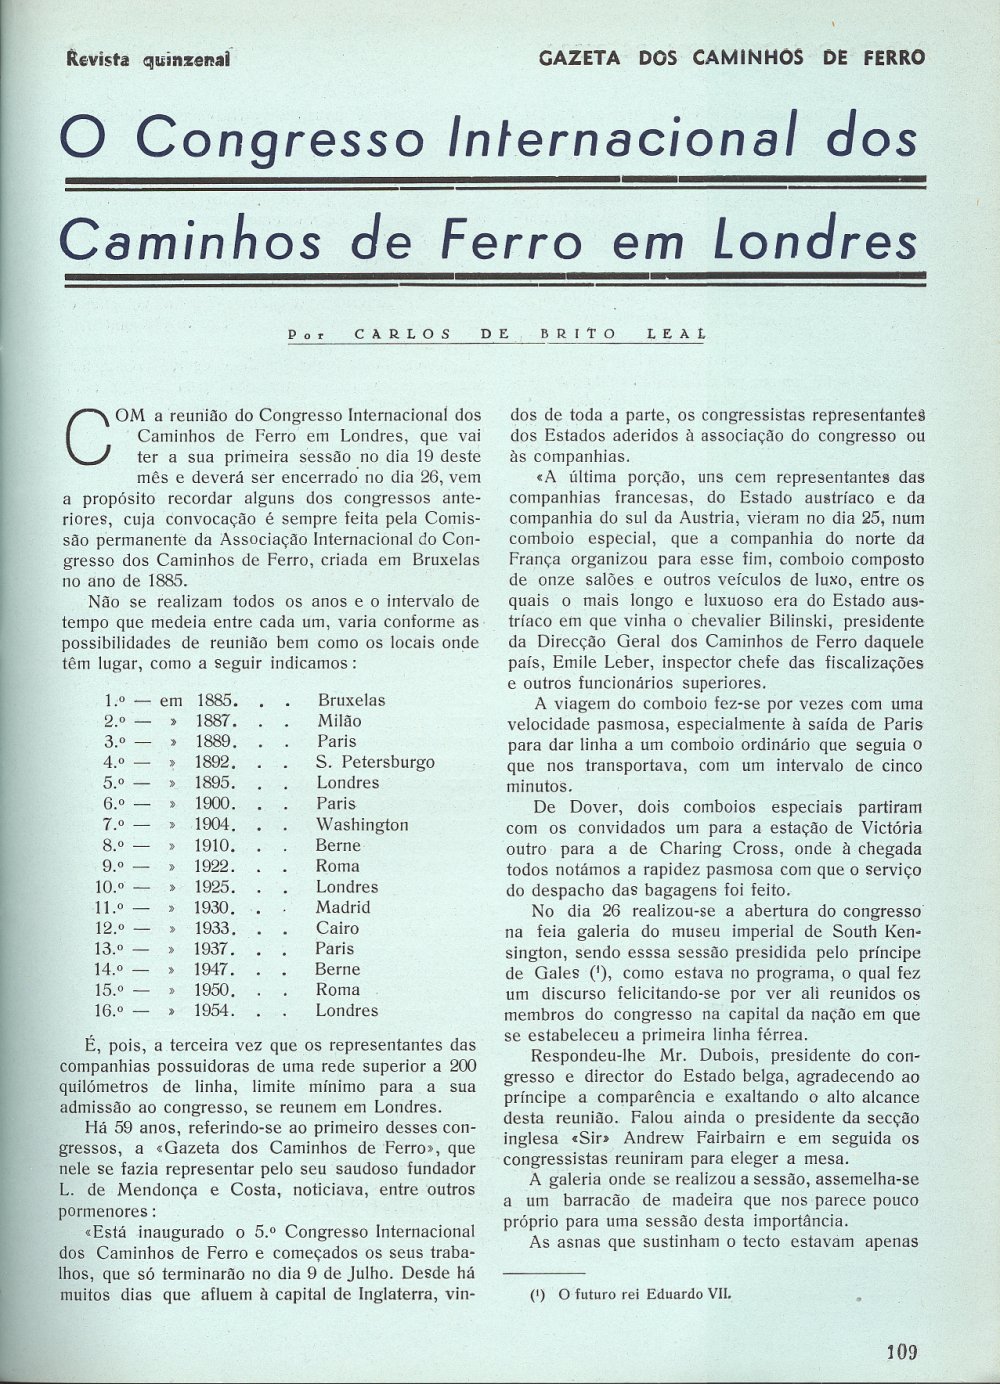 Revista quinzenal
GAZETA DOS CAMINHOS DE FERRO
O Congresso Internacional dos
Caminhos de Ferro em Londres
Por CARLOS DE BRITO LEAL
COM a reunião do Congresso Internacional dos
Caminhos de Ferro em Londres, que vai
ter a sua primeira sessão no dia 19 deste
mês e deverá ser encerrado no dia 26, vem
a propósito recordar alguns dos congressos ante-
riores, cuja convocação é sempre feita pela Comis-
são permanente da Associação Internacional do Con-
gresso dos Caminhos de Ferro, criada em Bruxelas
no ano de 1885.
Não se realizam todos os anos e o intervalo de
tempo que medeia entre cada um, varia conforme as
possibilidades de reunião bem como os locais onde
têm lugar, como a seguir indicamos:
1.º — em 1885. . . Bruxelas
2.º — » 1887. . . Milão
3.º — » 1889. . . Paris
4.º — » 1892. . . S. Petersburgo
5.º — » 1895. . . Londres
6.º — » 1900. . . Paris
7.º — » 1904. . . Washington
8.º — » 1910. . . Berne
9.º — » 1922. . . Roma
10.º — » 1925. . . Londres
11.º — » 1930. . . Madrid
12.º — » 1933. . . Cairo
13.º — » 1937. . . Paris
14.º — » 1947. . . Berne
15.º — » 1950. . . Roma
16.º — » 1954. . . Londres
É, pois, a terceira vez que os representantes das
companhias possuidoras de uma rede superior a 200
quilómetros de linha, limite mínimo para a sua
admissão ao congresso, se reunem em Londres.
Há 59 anos, referindo-se ao primeiro desses con-
gressos, a «Gazeta dos Caminhos de Ferro», que
nele se fazia representar pelo seu saudoso fundador
L. de Mendonça e Costa, noticiava, entre outros
pormenores:
«Está inaugurado o 5.º Congresso Internacional
dos Caminhos de Ferro e começados os seus traba-
lhos, que só terminarão no dia 9 de Julho. Desde há
muitos dias que afluem à capital de Inglaterra, vin-
dos de toda a parte, os congressistas representantes
dos Estados aderidos à associação do congresso ou
às companhias.
«A última porção, uns cem representantes das
companhias francesas, do Estado austríaco e da
companhia do sul da Austria, vieram no dia 25, num
comboio especial, que a companhia do norte da
França organizou para esse fim, comboio composto
de onze salões e outros veículos de luxo, entre os
quais o mais longo e luxuoso era do Estado aus-
tríaco em que vinha o chevalier Bilinski, presidente
da Direcção Geral dos Caminhos de Ferro daquele
país, Emile Leber, inspector chefe das fiscalizações
e outros funcionários superiores.
A viagem do comboio fez-se por vezes com uma
velocidade pasmosa, especialmente à saída de Paris
para dar linha a um comboio ordinário que seguia o
que nos transportava, com um intervalo de cinco
minutos.
De Dover, dois comboios especiais partiram
com os convidados um para a estação de Victória
outro para a de Charing Cross, onde à chegada
todos notámos a rapidez pasmosa com que o serviço
do despacho das bagagens foi feito.
No dia 26 realizou-se a abertura do congresso
na feia galeria do museu imperial de South Ken-
sington, sendo esssa sessão presidida pelo príncipe
de Gales (¹), como estava no programa, o qual fez
um discurso felicitando-se por ver ali reunidos os
membros do congresso na capital da nação em que
se estabeleceu a primeira linha férrea.
Respondeu-lhe Mr. Dubois, presidente do con-
gresso e director do Estado belga, agradecendo ao
príncipe a comparência e exaltando o alto alcance
desta reunião. Falou ainda o presidente da secção
inglesa «Sir» Andrew Fairbairn e em seguida os
congressistas reuniram para eleger a mesa.
A galeria onde se realizou a sessão, assemelha-se
a um barracão de madeira que nos parece pouco
próprio para uma sessão desta importância.
As asnas que sustinham o tecto estavam apenas
(¹) O futuro rei Eduardo VII.
109